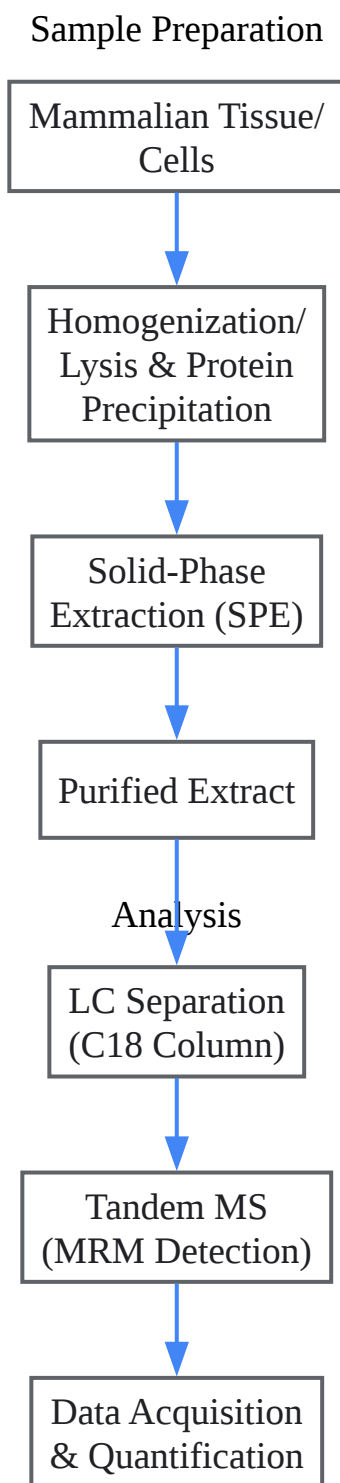 Sample Preparation
Mammalian Tissue/
Cells
Homogenization/
Lysis & Protein
Precipitation
Solid-Phase
Extraction (SPE)
Purified Extract
Analysis
LC Separation
(C18 Column)
Tandem MS
(MRM Detection)
Data Acquisition
& Quantification